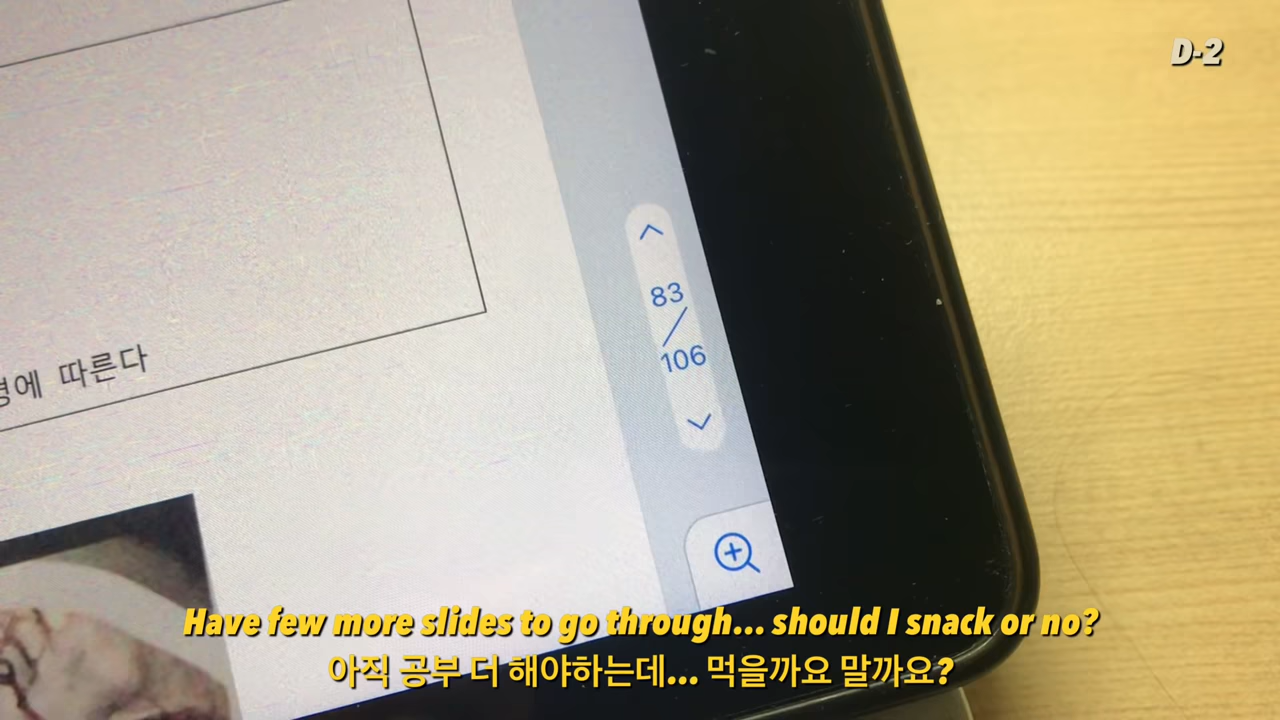 D-2
83
/
106
에 따른다
Have few more slides to go through... should I snack or no?
아직 공부 더 해야하는데... 먹을까요 말까요?